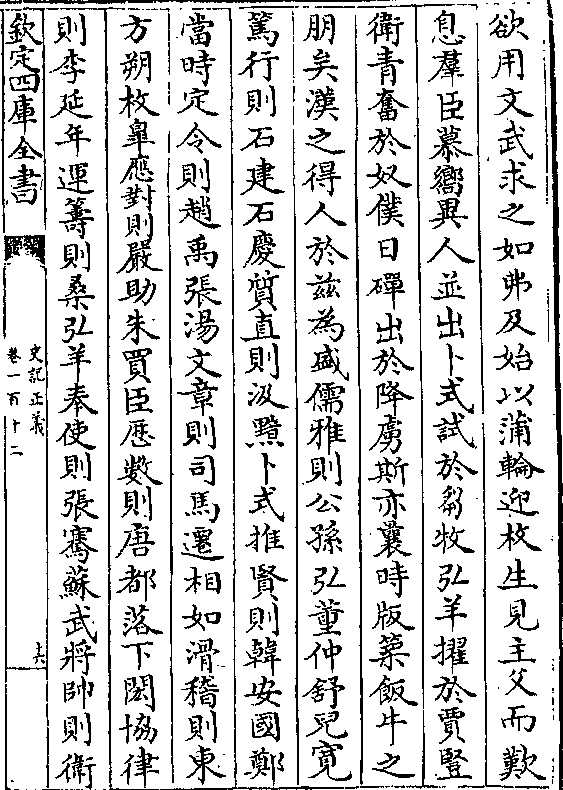 欲用文武求之如弗及始以蒲輪迎枚生見主父而歎
息羣臣慕嚮異人並出卜式試於芻牧弘羊擢於賈豎
衛青奮於奴僕日磾出於降虜斯亦曩時版築飯牛之
朋矣漢之得人於兹為盛儒雅則公孫弘董仲舒兒寬
篤行則石建石慶質直則汲黯卜式推賢則韓安國鄭
當時定令則趙禹張湯文章則司馬遷相如滑稽則東
方朔枚皐應對則嚴助朱買臣厯數則唐都落下閎協律
則李延年運籌則桑弘羊奉使則張騫蘇武將帥則衛
欽定四庫全書
史記正義
卷一百十二
十六